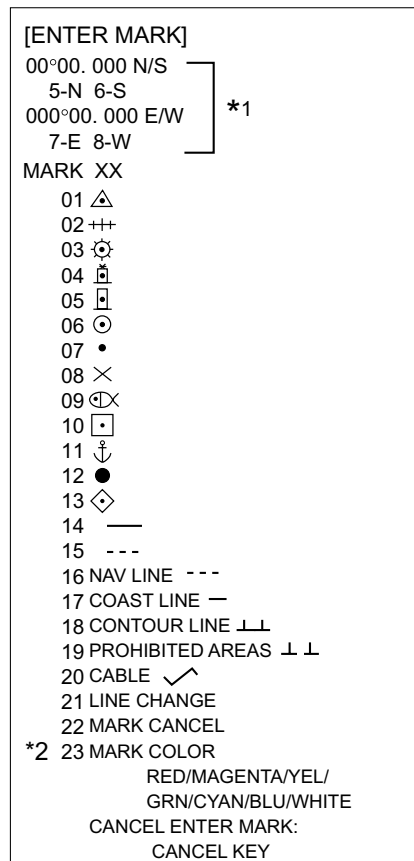 [ENTER MARK]
00°00. 000 N/S
5-N 6-S
000°00. 000 E/W
7-E 8-W
*1
MARK XX
01
02
03
04
05
06
07
08
09
10
11
12
13
14
15
16 NAV LINE
17 COAST LINE
18 CONTOUR LINE
19 PROHIBITED AREAS
20 CABLE
21 LINE CHANGE
22 MARK CANCEL
*2 23 MARK COLOR
RED/MAGENTA/YEL/
GRN/CYAN/BLU/WHITE
CANCEL ENTER MARK:
CANCEL KEY